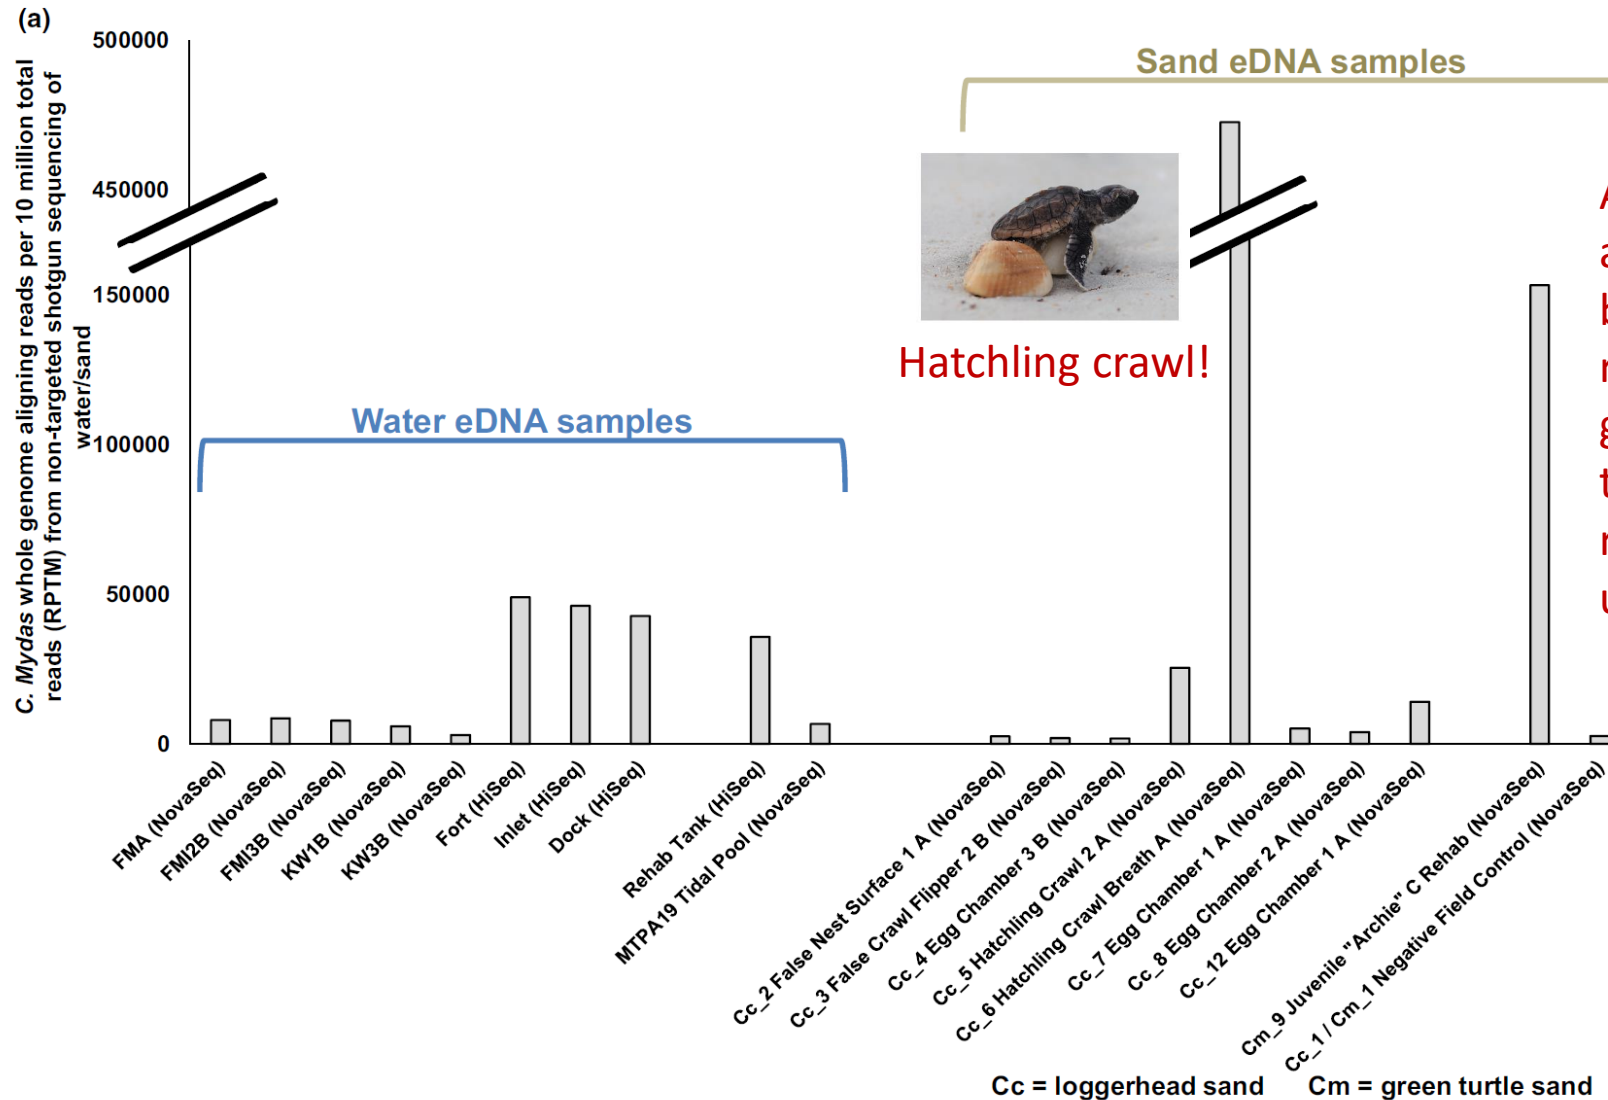 (a)
C. Mydas whole genome aligning reads per 10 million total
reads (RPTM) from non-targeted shotgun sequencing of
water/sand
500000
450000
150000
100000
50000
0
Water eDNA samples
Sand eDNA samples
Hatchling crawl!
A
a
b
r
g
t
r
u
FMA (NovaSeq)
FMI2B (NovaSeq)
FMI3B (NovaSeq)
KW1B (NovaSeq)
KW3B (NovaSeq)
Fort (HiSeq)
Inlet (HiSeq)
Dock (HiSeq)
Rehab Tank (HiSeq)
MTPA19 Tidal Pool (NovaSeq)
Cc_2 False Nest Surface 1 A (NovaSeq)
Cc_3 False Crawl Flipper 2 B (NovaSeq)
Cc_4 Egg Chamber 3 B (NovaSeq)
Cc_5 Hatchling Crawl 2 A (NovaSeq)
Cc_6 Hatchling Crawl Breath A (NovaSeq)
Cc_7 Egg Chamber 1 A (NovaSeq)
Cc_8 Egg Chamber 2 A (NovaSeq)
Cc_12 Egg Chamber 1 A (NovaSeq)
Cm_9 Juvenile "Archie" C Rehab (NovaSeq)
Cc_1 / Cm_1 Negative Field Control (NovaSeq)
Cc = loggerhead sand Cm = green turtle sand